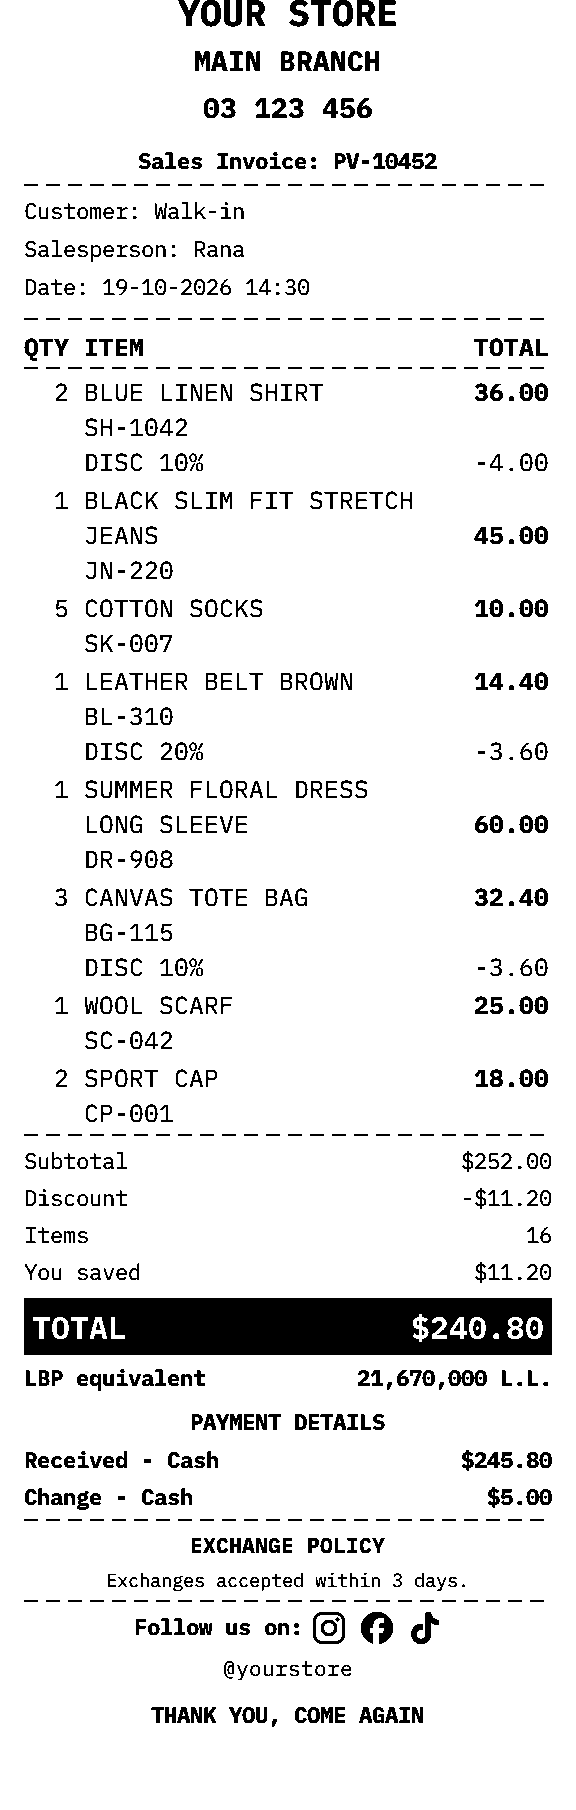 YOUR STORE
MAIN BRANCH
03 123 456
Sales Invoice: PV-10452
Customer: Walk-in
Salesperson: Rana
Date: 19-10-2026 14:30
QTY ITEM TOTAL
2 BLUE LINEN SHIRT 36.00
SH-1042
DISC 10% -4.00
1 BLACK SLIM FIT STRETCH
JEANS 45.00
JN-220
5 COTTON SOCKS 10.00
SK-007
1 LEATHER BELT BROWN 14.40
BL-310
DISC 20% -3.60
1 SUMMER FLORAL DRESS
LONG SLEEVE 60.00
DR-908
3 CANVAS TOTE BAG 32.40
BG-115
DISC 10% -3.60
1 WOOL SCARF 25.00
SC-042
2 SPORT CAP 18.00
CP-001
Subtotal $252.00
Discount -$11.20
Items 16
You saved $11.20
TOTAL $240.80
LBP equivalent 21,670,000 L.L.
PAYMENT DETAILS
Received - Cash $245.80
Change - Cash $5.00
EXCHANGE POLICY
Exchanges accepted within 3 days.
Follow us on:
@yourstore
THANK YOU, COME AGAIN